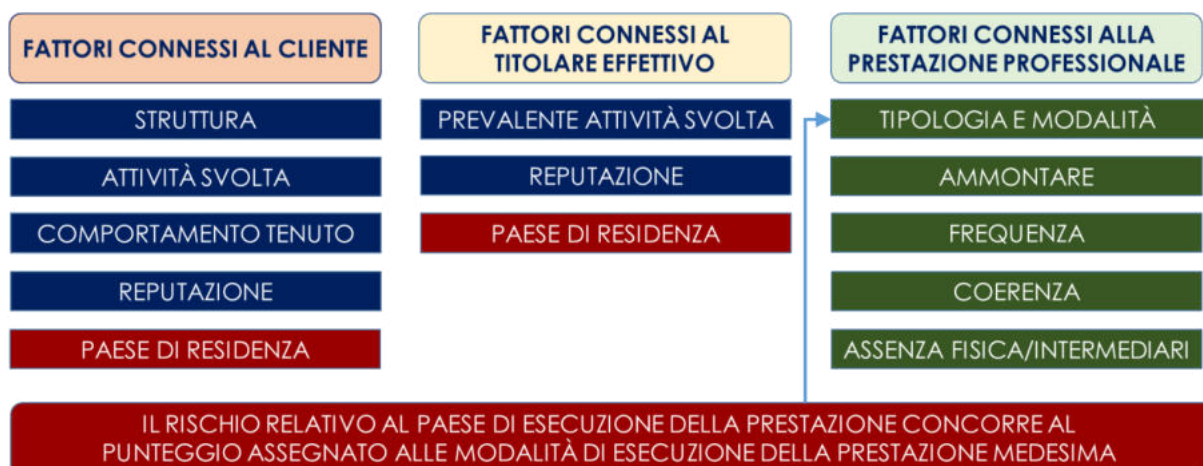 FATTORI CONNESSI AL CLIENTE
STRUTTURA
ATTIVITÀ SVOLTA
COMPORTAMENTO TENUTO
REPUTAZIONE
PAESE DI RESIDENZA
FATTORI CONNESSI AL
TITOLARE EFFETTIVO
PREVALENTE ATTIVITÀ SVOLTA
REPUTAZIONE
PAESE DI RESIDENZA
FATTORI CONNESSI ALLA
PRESTAZIONE PROFESSIONALE
TIPOLOGIA E MODALITÀ
AMMONTARE
FREQUENZA
COERENZA
ASSENZA FISICA/INTERMEDIARI
IL RISCHIO RELATIVO AL PAESE DI ESECUZIONE DELLA PRESTAZIONE CONCORRE AL
PUNTEGGIO ASSEGNATO ALLE MODALITÀ DI ESECUZIONE DELLA PRESTAZIONE MEDESIMA